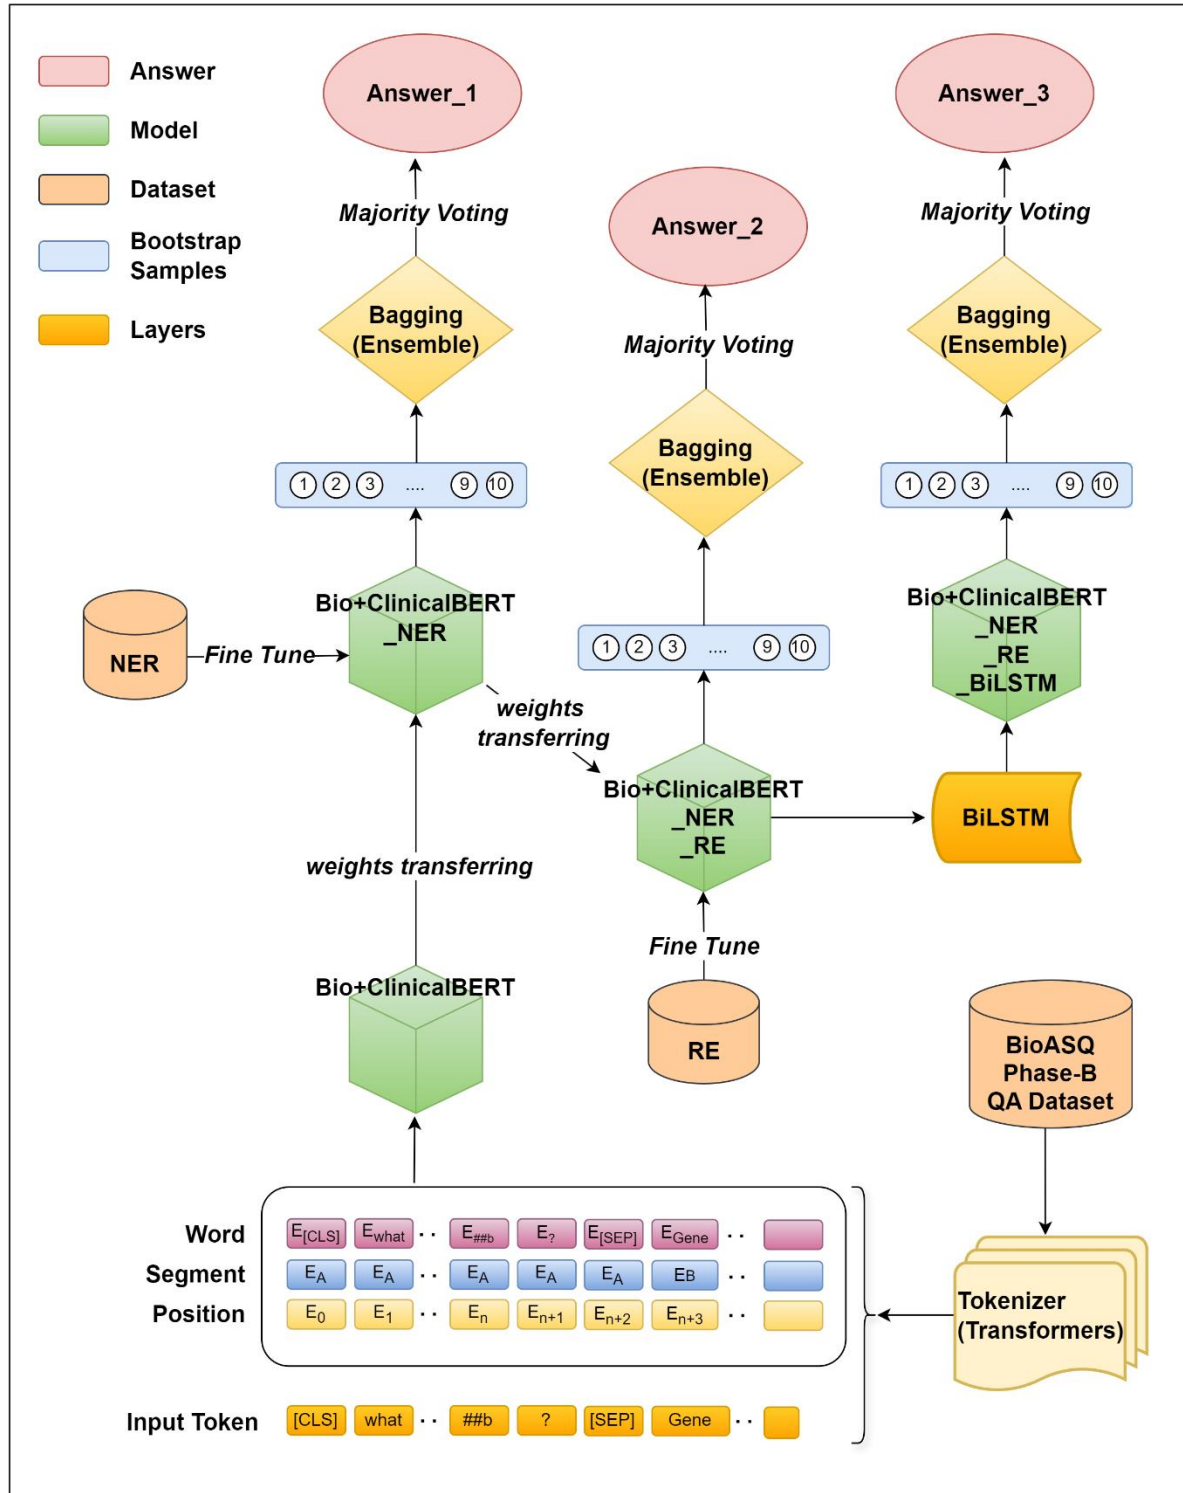 Answer
Model
Dataset
Bootstrap
Samples
Layers
Answer_1
Majority Voting
Bagging
(Ensemble)
1 2 3 .... 9 10
Bio+ClinicalBERT
_NER
NER
Fine Tune
weights transferring
Bio+ClinicalBERT
Answer_2
Majority Voting
Bagging
(Ensemble)
1 2 3 .... 9 10
weights
transferring
Bio+ClinicalBERT
_NER
_RE
Fine Tune
RE
Answer_3
Majority Voting
Bagging
(Ensemble)
1 2 3 .... 9 10
Bio+ClinicalBERT
_NER
_RE
_BiLSTM
BiLSTM
BioASQ
Phase-B
QA Dataset
Tokenizer
(Transformers)
Word E[CLS] Ewhat .. E##b E? E[SEP] EGene ..
Segment EA EA .. EA EA EA EB ..
Position E0 E1 .. En En+1 En+2 En+3 ..
Input Token [CLS] what .. ##b ? [SEP] Gene ..